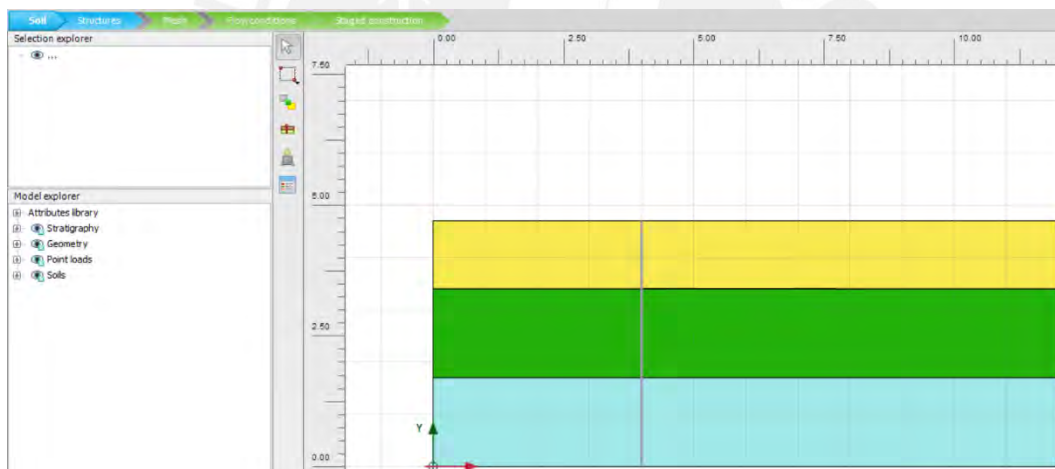 Soil Structures Mesh Flow conditions Staged construction
Selection explorer
...
0.00 2.50 5.00 7.50 10.00
7.50
5.00
Model explorer
Attributes library
Stratigraphy
Geometry
Point loads
Soils
2.50
Y
0.00